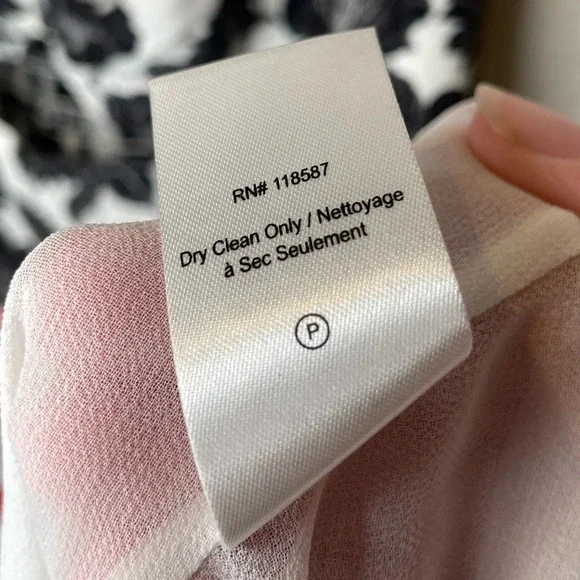 RN# 118587
Dry Clean Only / Nettoyage
à Sec Seulement
P